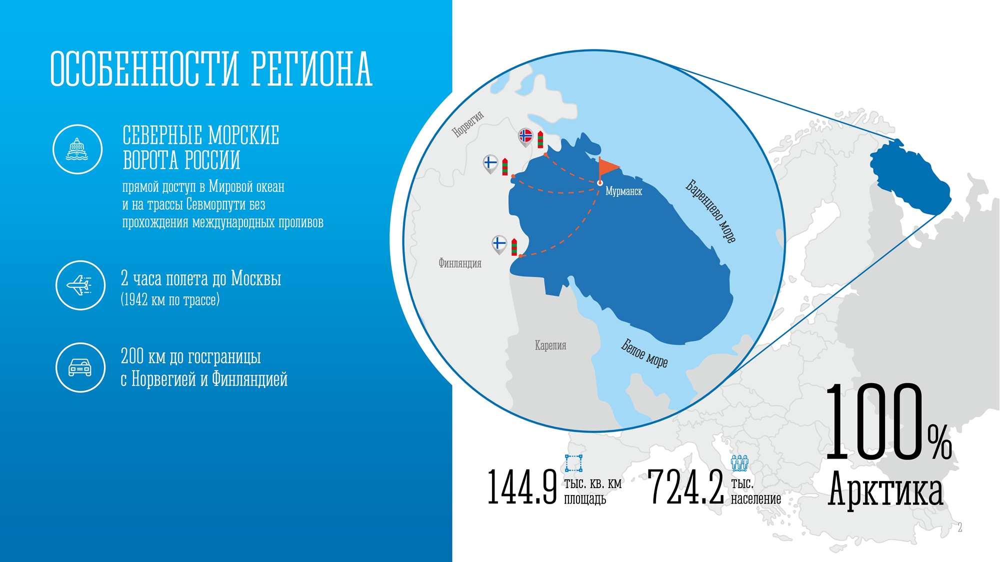 ОСОБЕННОСТИ РЕГИОНА
СЕВЕРНЫЕ МОРСКИЕ
ВОРОТА РОССИИ
прямой доступ в Мировой океан
и на трассы Севморпути без
прохождения международных проливов
2 часа полета до Москвы
(1942 км по трассе)
200 км до госграницы
с Норвегией и Финляндией
Норвегия
Мурманск
Баренцево море
Финляндия
Карелия
Белое море
144.9 тыс. кв. км
площадь
724.2 тыс.
население
100%
Арктика
2